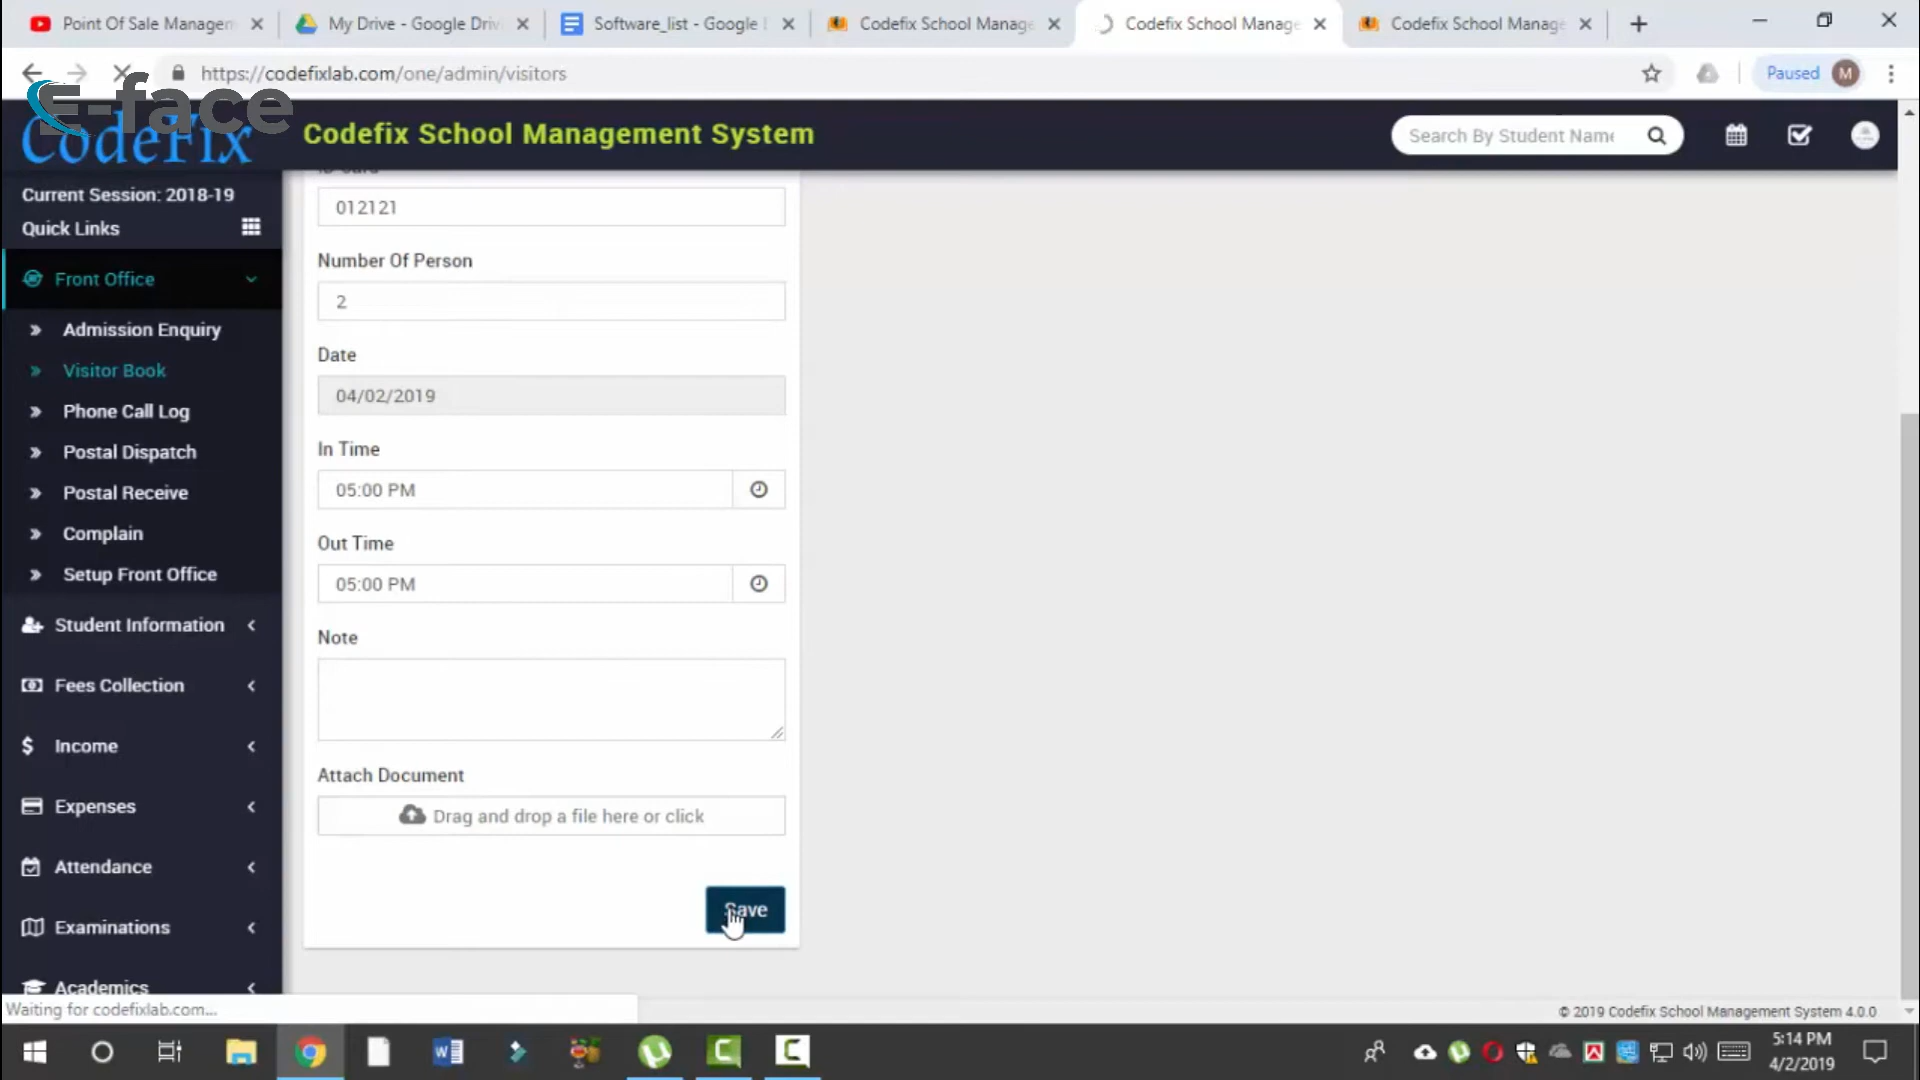 Point Of Sale Managem
My Drive - Google Driv
Software_list - Google
Codefix School Manage
Codefix School Manage
Codefix School Manage
https://codefixlab.com/one/admin/visitors
Paused
M
E-face
CodeFix
Codefix School Management System
Search By Student Name
Current Session: 2018-19
Quick Links
Front Office
Admission Enquiry
Visitor Book
Phone Call Log
Postal Dispatch
Postal Receive
Complain
Setup Front Office
Student Information
Fees Collection
Income
Expenses
Attendance
Examinations
Academics
ID Card
012121
Number Of Person
2
Date
04/02/2019
In Time
05:00 PM
Out Time
05:00 PM
Note
Attach Document
Drag and drop a file here or click
Save
Waiting for codefixlab.com...
© 2019 Codefix School Management System 4.0.0
5:14 PM
4/2/2019